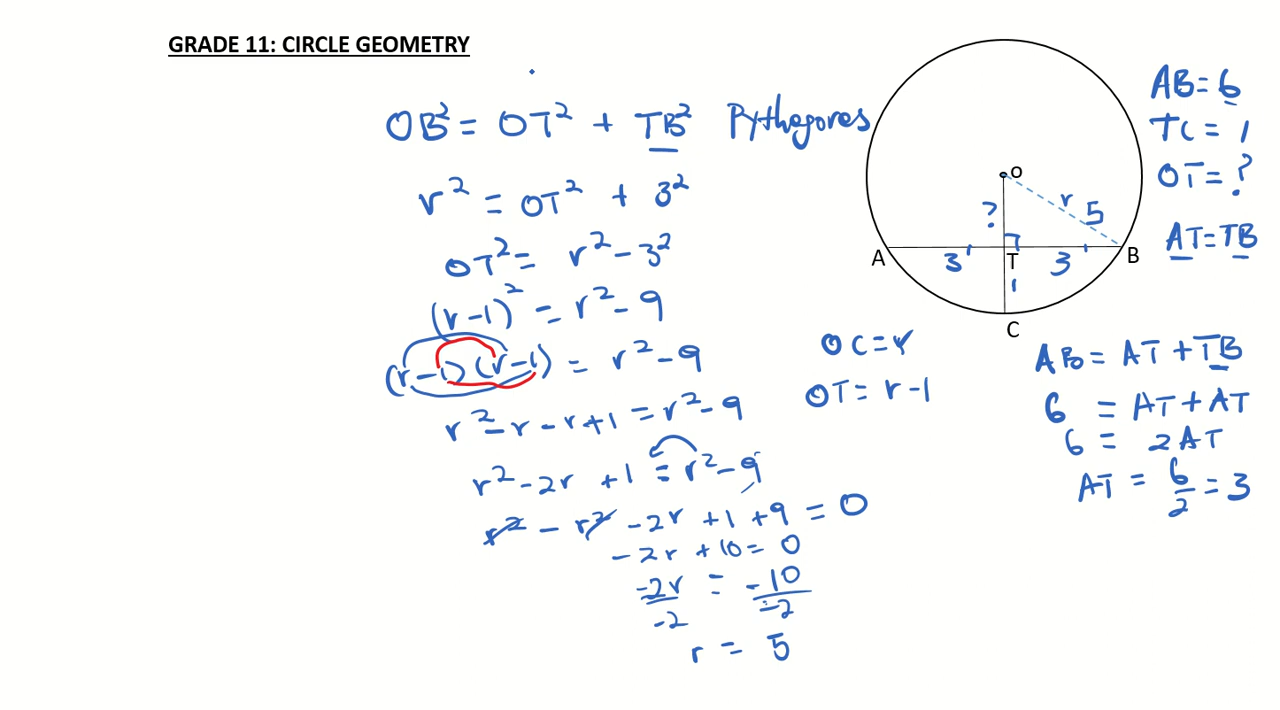 GRADE 11: CIRCLE GEOMETRY
OB² = OT² + TB² Pythagores
r² = OT² + 3²
OT² = r² - 3²
(r-1)² = r² - 9
(r-1)(r-1) = r² - 9
r² - r - r + 1 = r² - 9
r² - 2r + 1 = r² - 9
r² - r² - 2r + 1 + 9 = 0
-2r + 10 = 0
-2r/-2 = -10/-2
r = 5
O
? r 5
A 3 T 3 B
1
C
OC = r
OT = r - 1
AB = 6
TC = 1
OT = ?
AT = TB
AB = AT + TB
6 = AT + AT
6 = 2AT
AT = 6/2 = 3